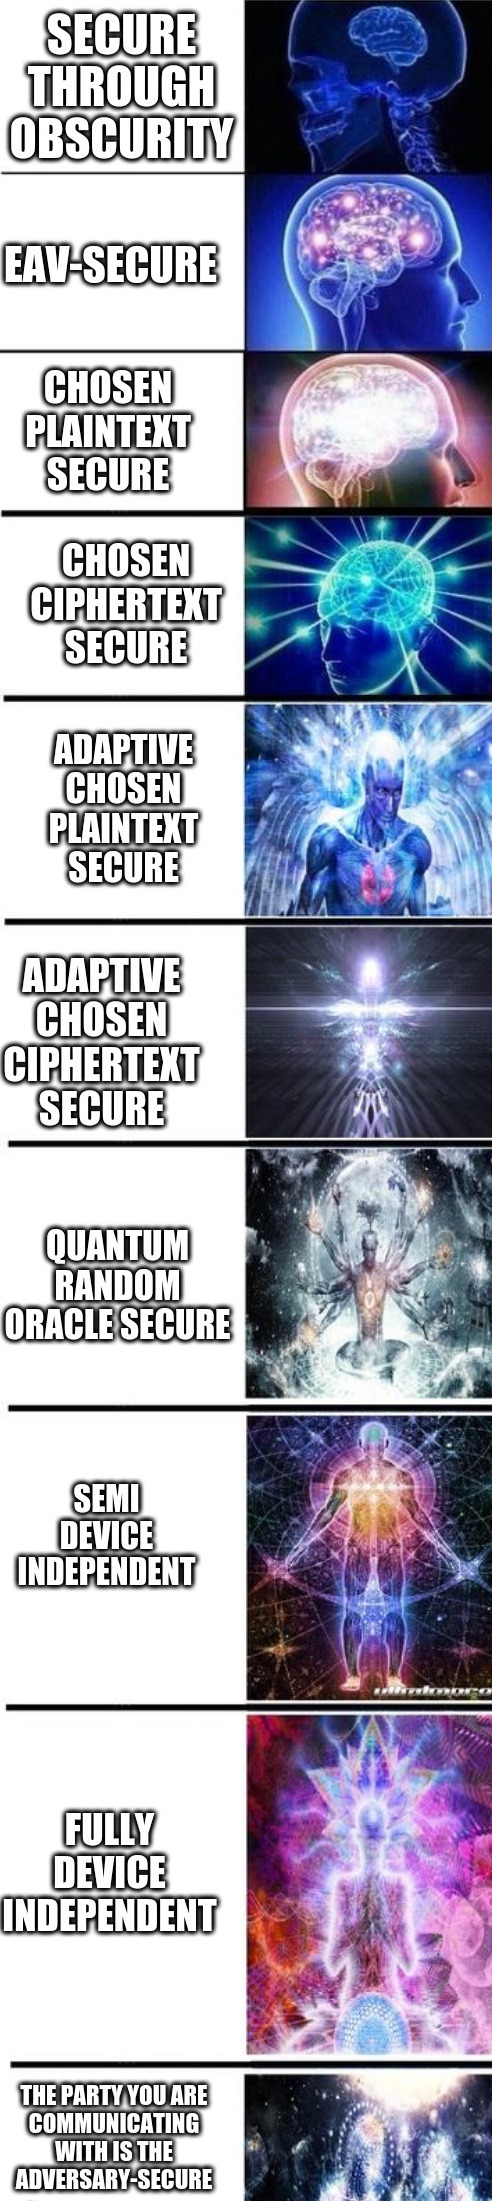 SECURE
THROUGH
OBSCURITY
EAV-SECURE
CHOSEN
PLAINTEXT
SECURE
CHOSEN
CIPHERTEXT
SECURE
ADAPTIVE
CHOSEN
PLAINTEXT
SECURE
ADAPTIVE
CHOSEN
CIPHERTEXT
SECURE
QUANTUM
RANDOM
ORACLE SECURE
SEMI
DEVICE
INDEPENDENT
FULLY
DEVICE
INDEPENDENT
THE PARTY YOU ARE
COMMUNICATING
WITH IS THE
ADVERSARY-SECURE